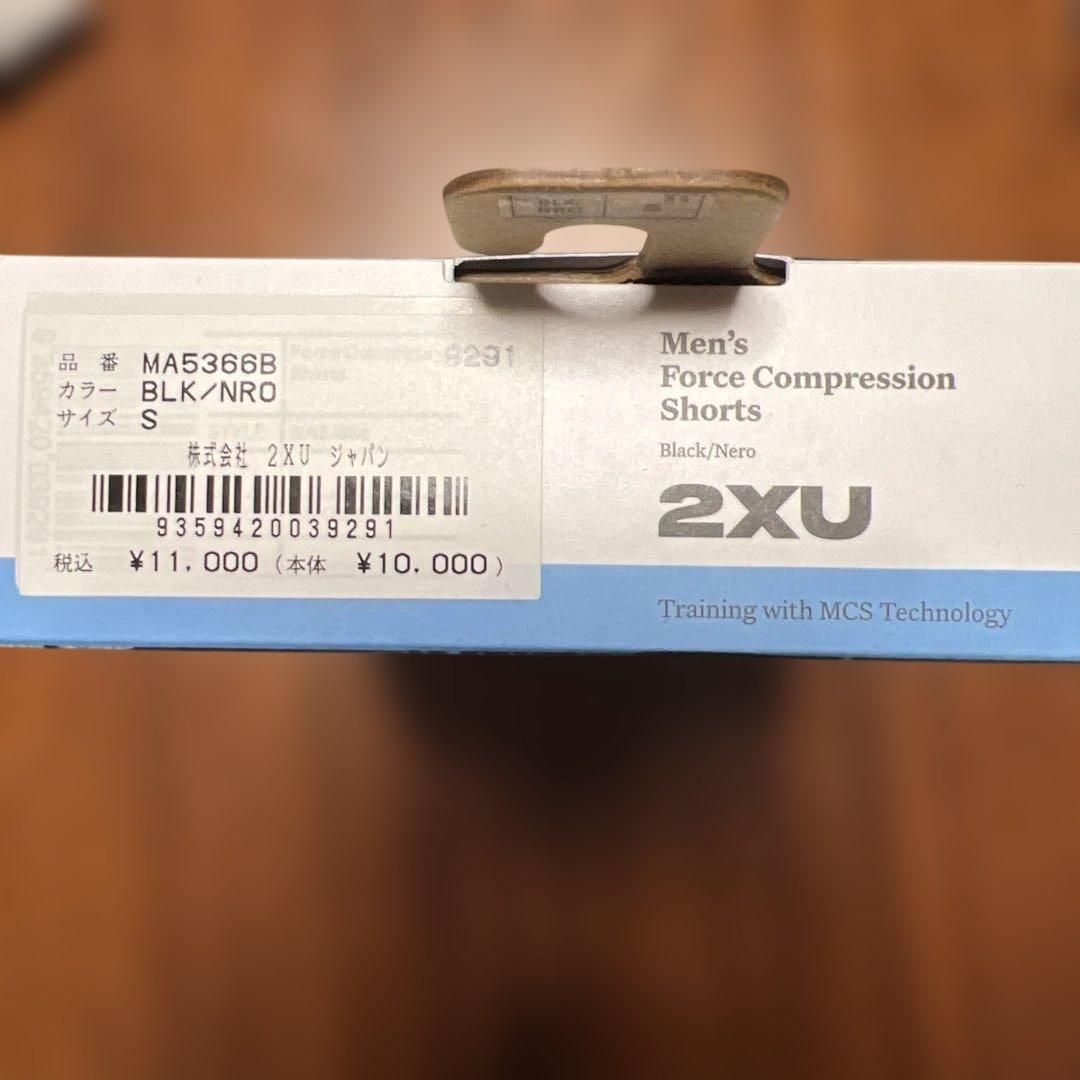 品 番 MA5366B
カラー BLK/NRO
サイズ S
株式会社 2XU ジャパン
9359420039291
税込 ¥11,000 (本体 ¥10,000)
9291
Men's
Force Compression
Shorts
Black/Nero
2XU
Training with MCS Technology